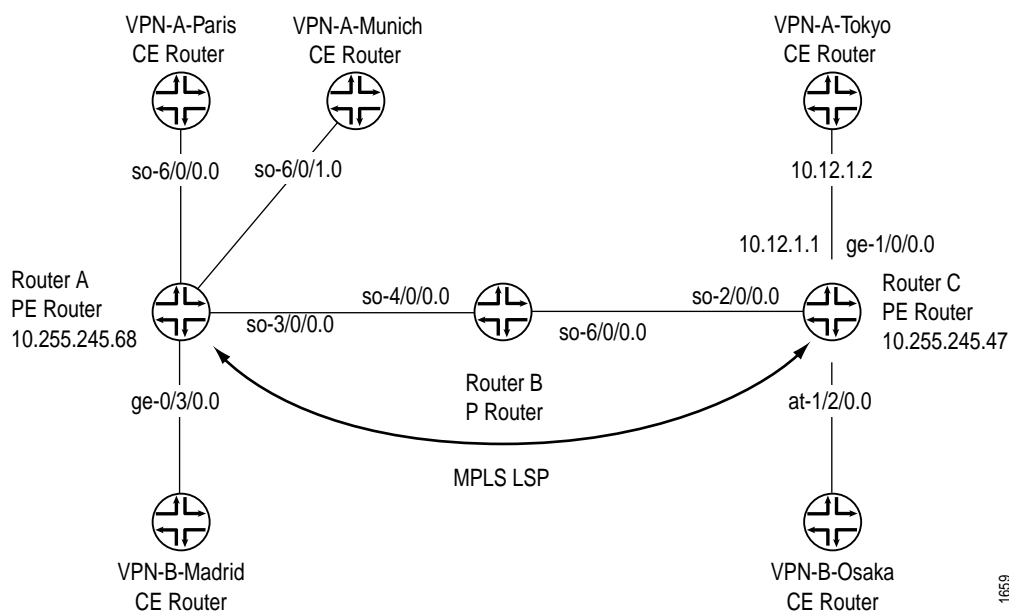 VPN-A-Paris
CE Router
VPN-A-Munich
CE Router
VPN-A-Tokyo
CE Router
so-6/0/0.0
so-6/0/1.0
10.12.1.2
10.12.1.1
ge-1/0/0.0
Router A
PE Router
10.255.245.68
so-4/0/0.0
so-3/0/0.0
so-2/0/0.0
so-6/0/0.0
Router C
PE Router
10.255.245.47
ge-0/3/0.0
Router B
P Router
at-1/2/0.0
MPLS LSP
VPN-B-Madrid
CE Router
VPN-B-Osaka
CE Router
1659